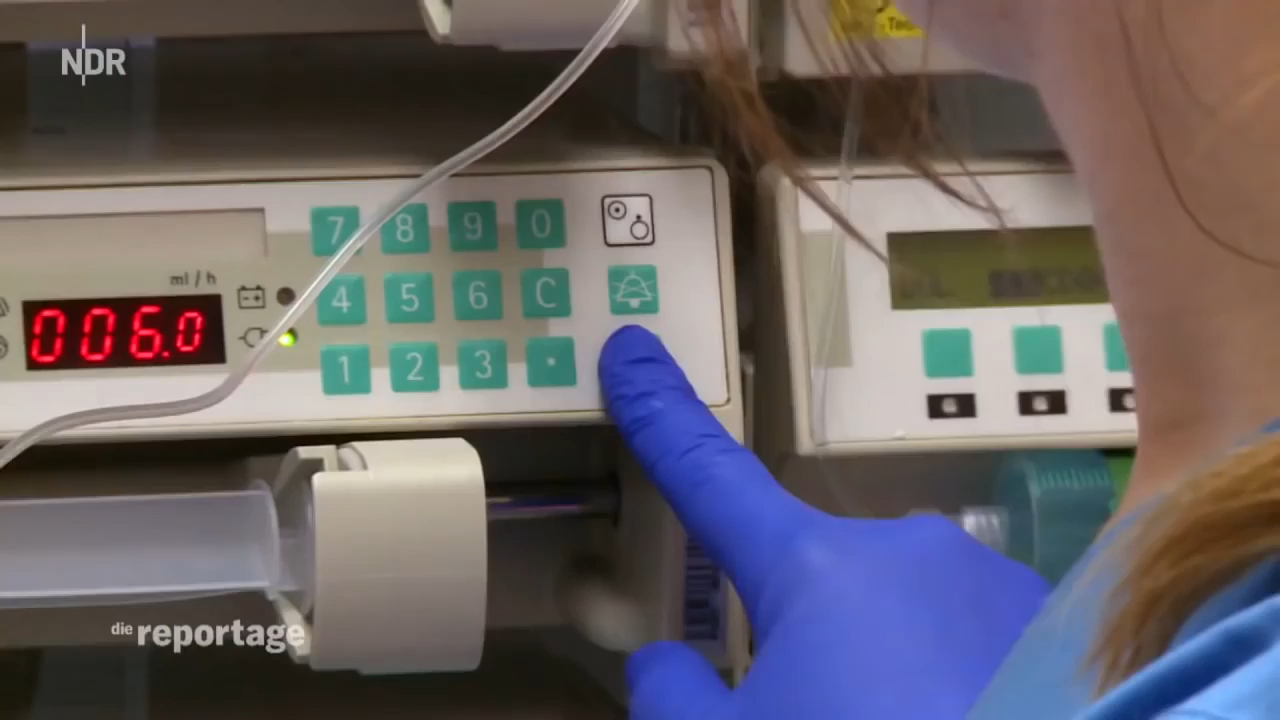 NDR
7 8 9 0
ml/h
4 5 6 C
006.0
1 2 3 .
die reportage